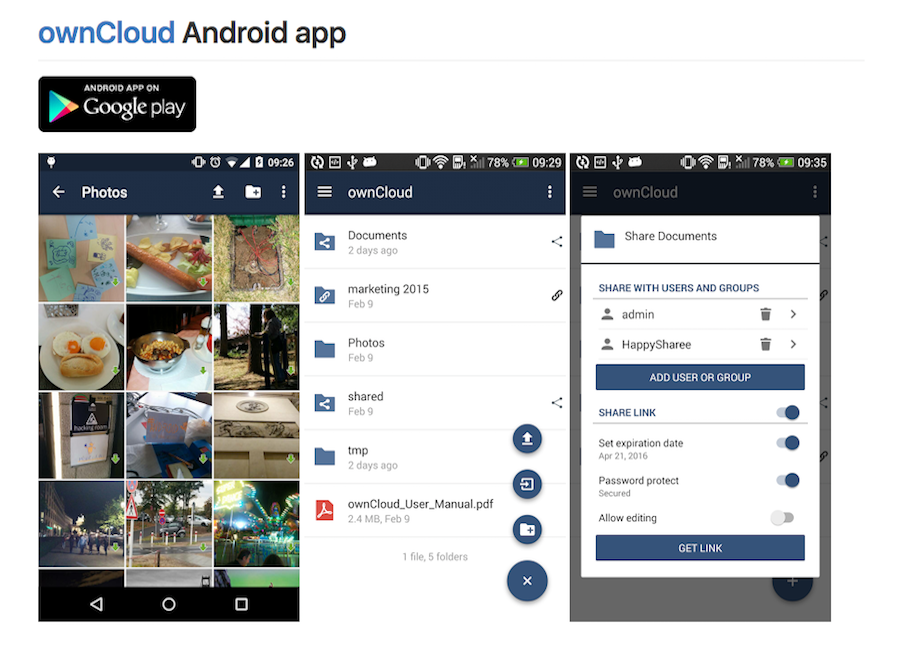 ownCloud Android app
ANDROID APP ON
Google play
09:26
Photos
hacking room
78% 09:29
ownCloud
Documents
2 days ago
marketing 2015
Feb 9
Photos
Feb 9
shared
Feb 9
tmp
2 days ago
ownCloud_User_Manual.pdf
2.4 MB, Feb 9
1 file, 5 folders
78% 09:35
ownCloud
Share Documents
SHARE WITH USERS AND GROUPS
admin
HappySharee
ADD USER OR GROUP
SHARE LINK
Set expiration date
Apr 21, 2016
Password protect
Secured
Allow editing
GET LINK